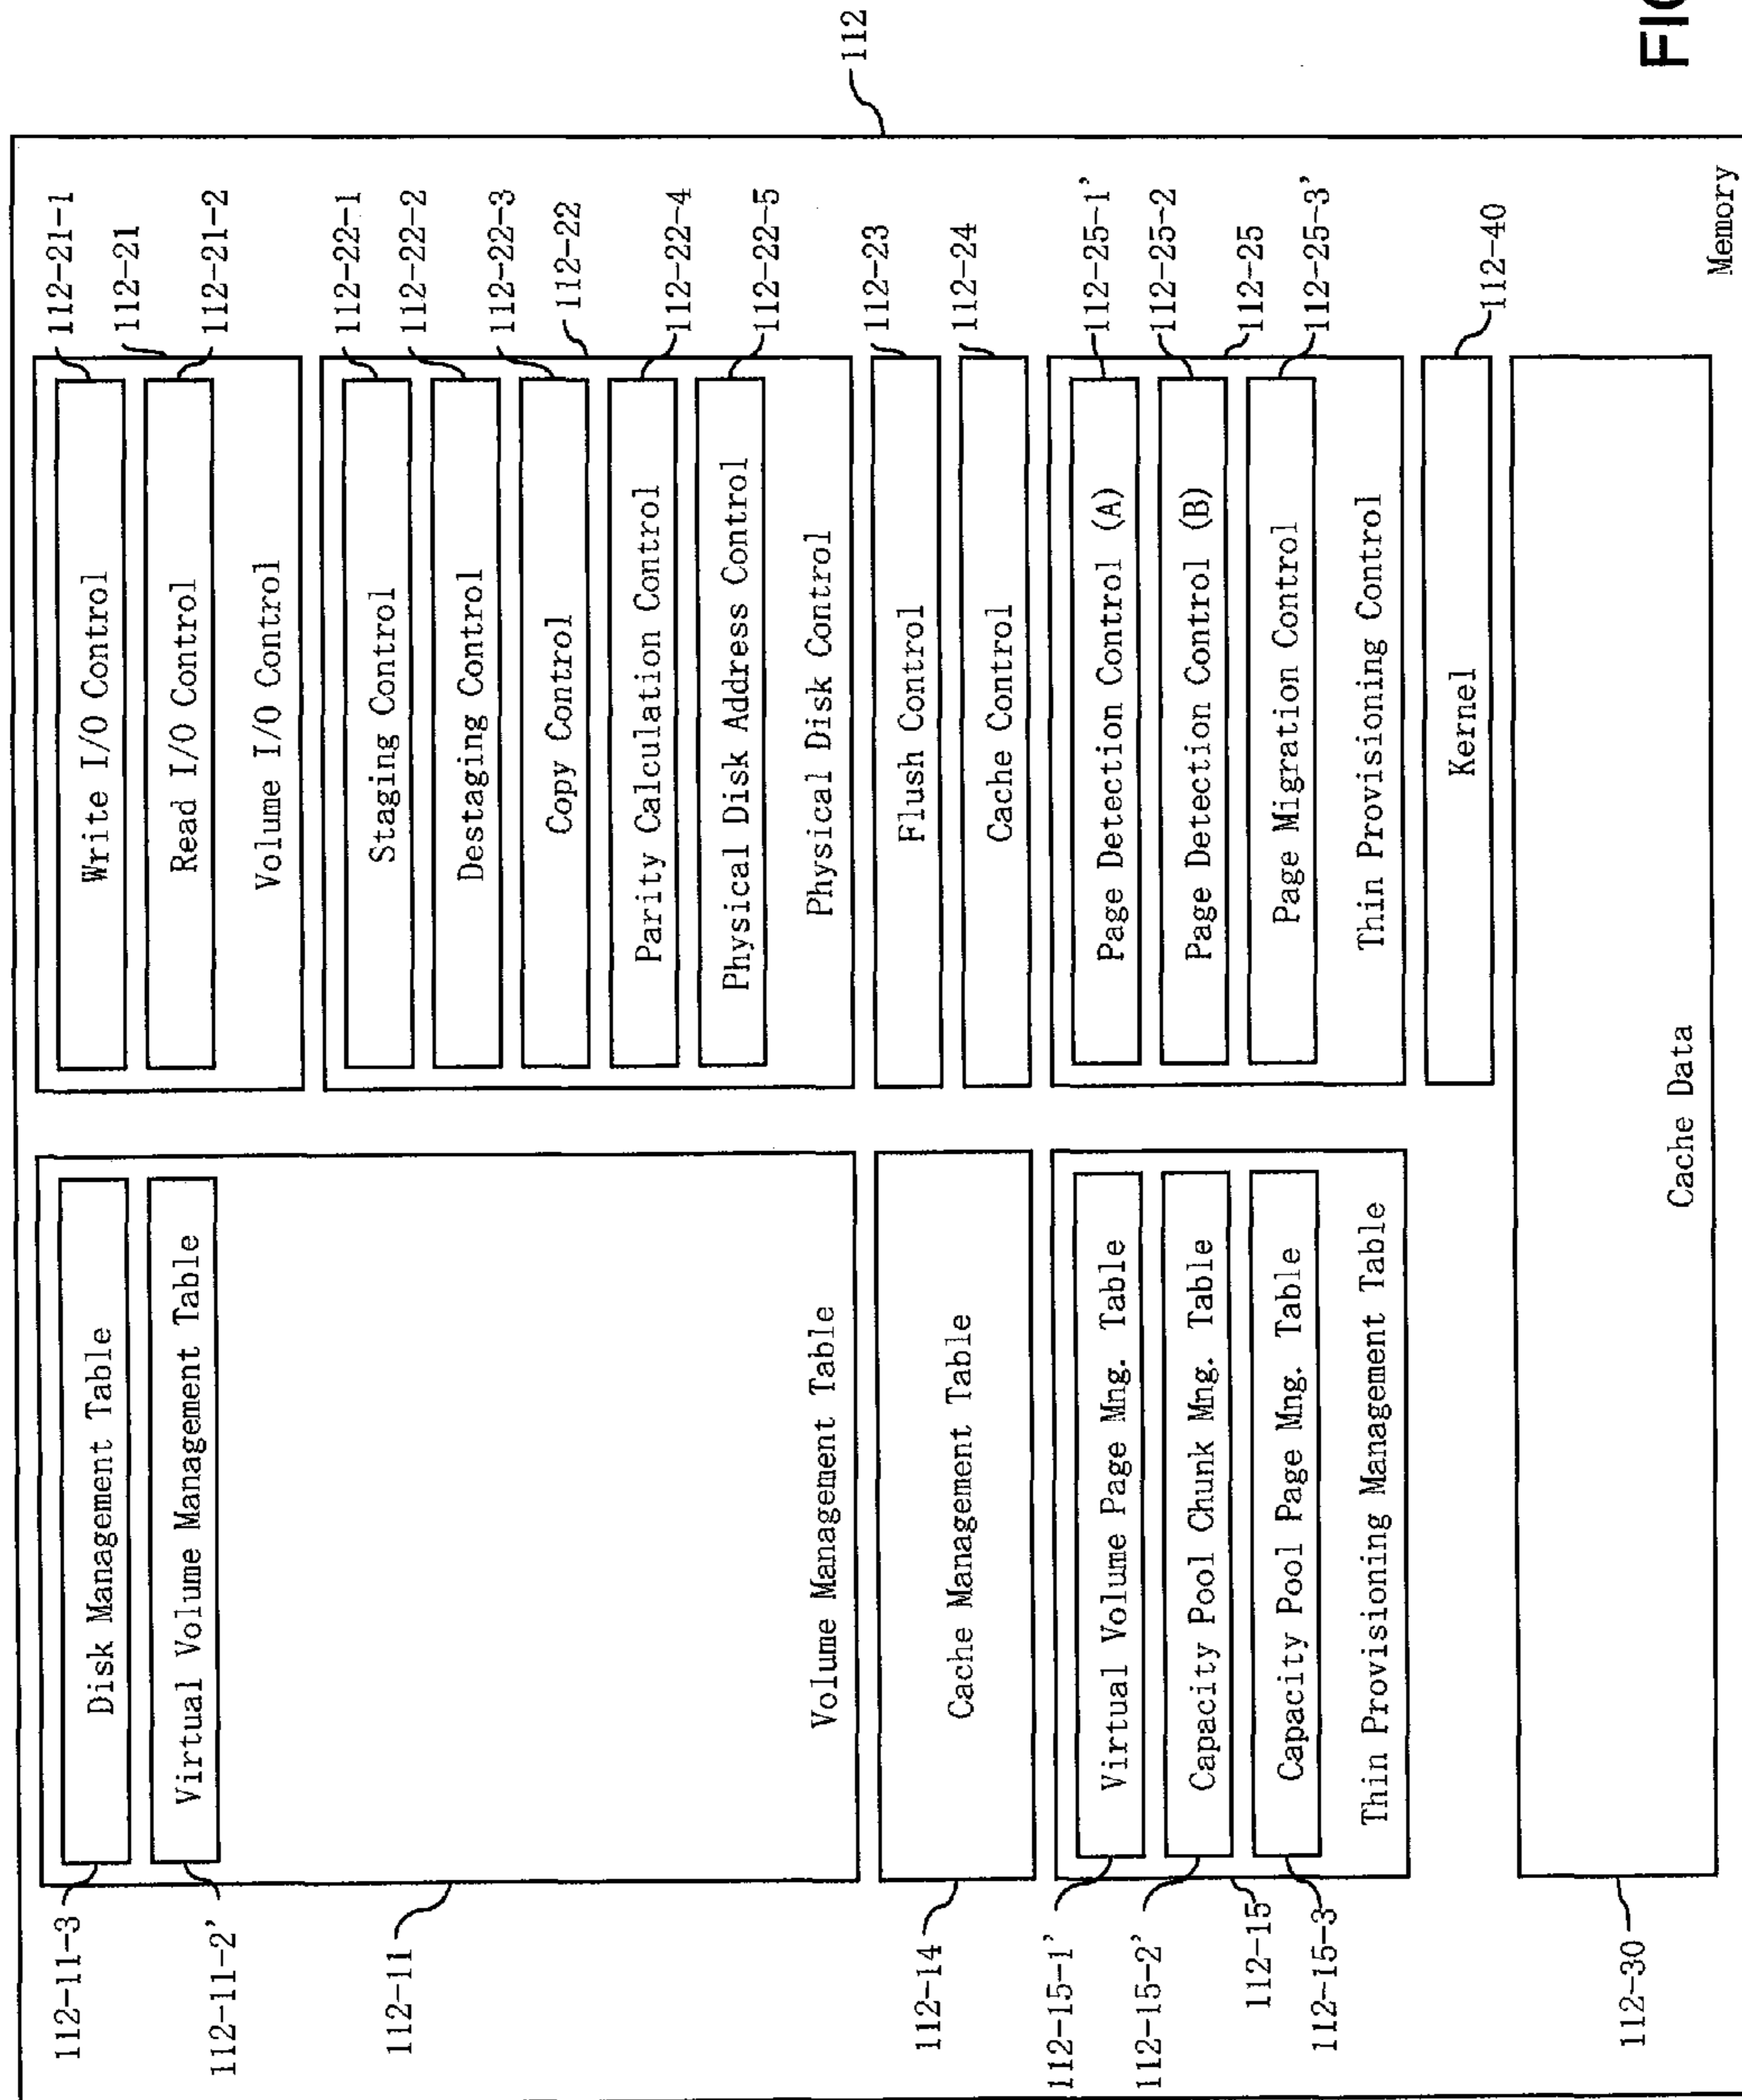 112-11-3
Disk Management Table
112-11-2'
Virtual Volume Management Table
112-11
Volume Management Table
112-14
Cache Management Table
112-15-1'
Virtual Volume Page Mng. Table
112-15-2'
Capacity Pool Chunk Mng. Table
112-15
112-15-3
Capacity Pool Page Mng. Table
Thin Provisioning Management Table
112-30
Cache Data
Write I/O Control
112-21-1
112-21
Read I/O Control
112-21-2
Volume I/O Control
Staging Control
112-22-1
Destaging Control
112-22-2
Copy Control
112-22-3
112-22
Parity Calculation Control
112-22-4
Physical Disk Address Control
112-22-5
Physical Disk Control
Flush Control
112-23
Cache Control
112-24
Page Detection Control (A)
112-25-1'
Page Detection Control (B)
112-25-2
112-25
Page Migration Control
112-25-3'
Thin Provisioning Control
Kernel
112-40
Memory
112